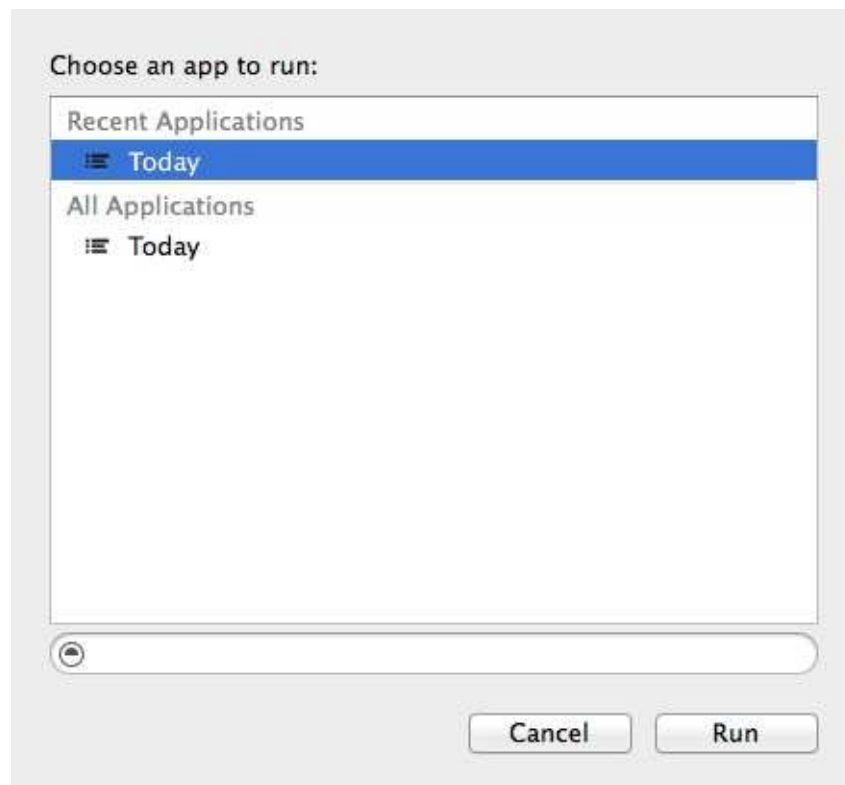 Choose an app to run:
Recent Applications
Today
All Applications
Today
Cancel Run